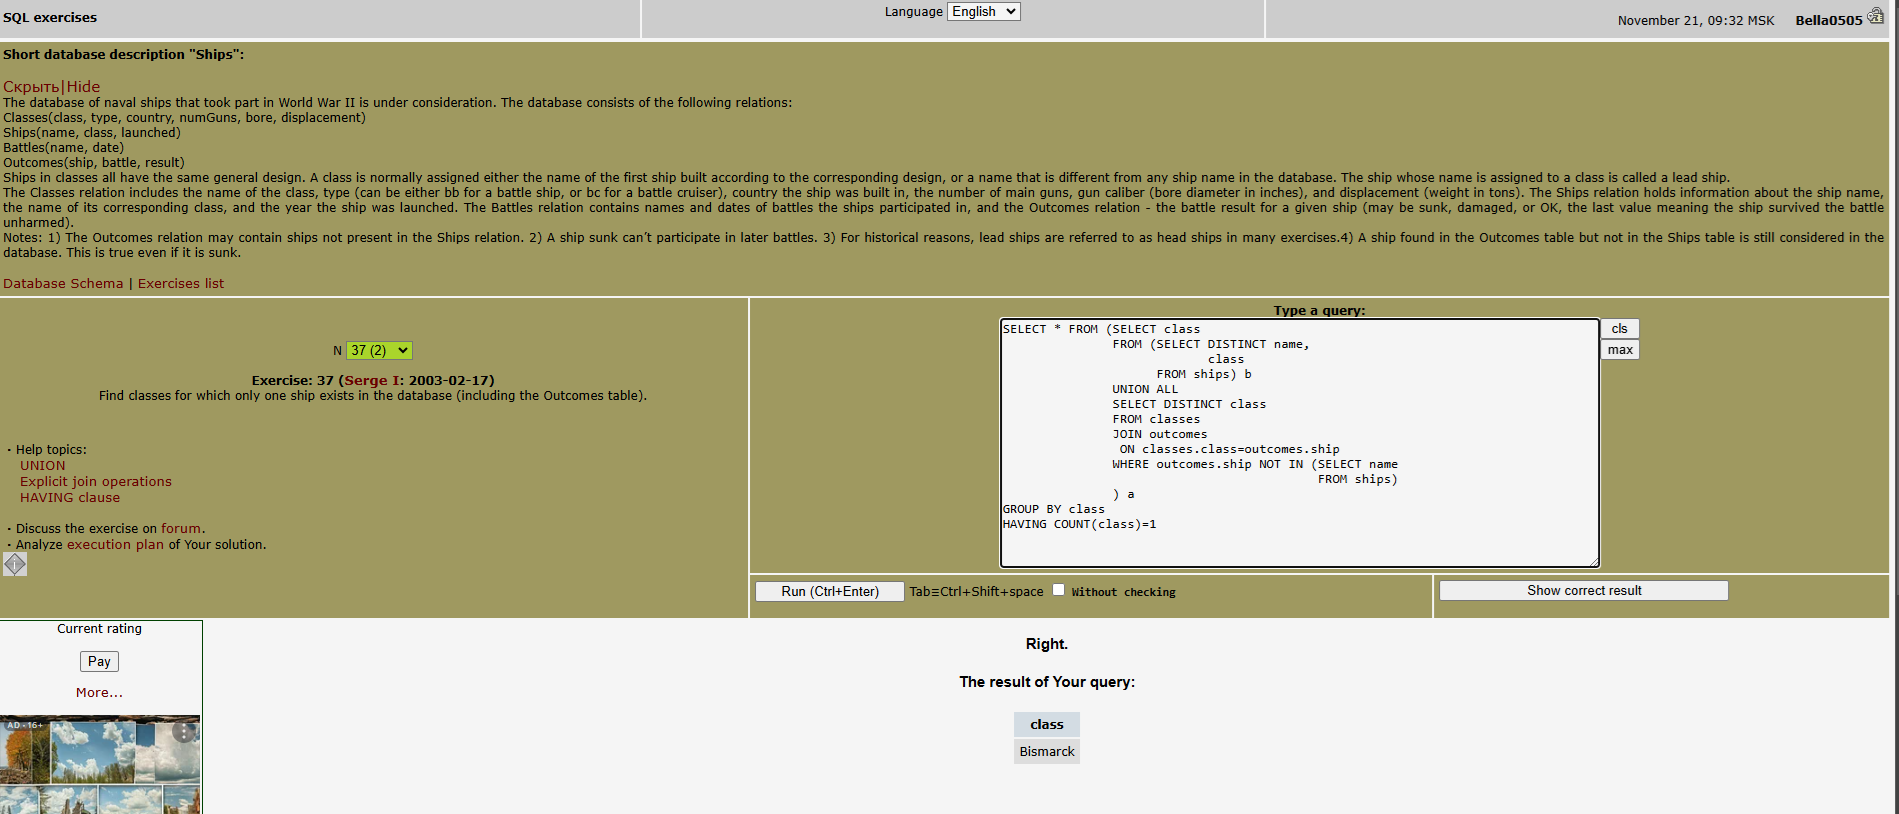 SQL exercises
Language English
November 21, 09:32 MSK Bella0505
Short database description "Ships":
Скрыть|Hide
The database of naval ships that took part in World War II is under consideration. The database consists of the following relations:
Classes(class, type, country, numGuns, bore, displacement)
Ships(name, class, launched)
Battles(name, date)
Outcomes(ship, battle, result)
Ships in classes all have the same general design. A class is normally assigned either the name of the first ship built according to the corresponding design, or a name that is different from any ship name in the database. The ship whose name is assigned to a class is called a lead ship.
The Classes relation includes the name of the class, type (can be either bb for a battle ship, or bc for a battle cruiser), country the ship was built in, the number of main guns, gun caliber (bore diameter in inches), and displacement (weight in tons). The Ships relation holds information about the ship name,
the name of its corresponding class, and the year the ship was launched. The Battles relation contains names and dates of battles the ships participated in, and the Outcomes relation - the battle result for a given ship (may be sunk, damaged, or OK, the last value meaning the ship survived the battle
unharmed).
Notes: 1) The Outcomes relation may contain ships not present in the Ships relation. 2) A ship sunk can't participate in later battles. 3) For historical reasons, lead ships are referred to as head ships in many exercises.4) A ship found in the Outcomes table but not in the Ships table is still considered in the
database. This is true even if it is sunk.
Database Schema | Exercises list
N 37 (2)
Exercise: 37 (Serge I: 2003-02-17)
Find classes for which only one ship exists in the database (including the Outcomes table).
· Help topics:
UNION
Explicit join operations
HAVING clause
· Discuss the exercise on forum.
· Analyze execution plan of Your solution.
Type a query:
SELECT * FROM (SELECT class
FROM (SELECT DISTINCT name,
class
FROM ships) b
UNION ALL
SELECT DISTINCT class
FROM classes
JOIN outcomes
ON classes.class=outcomes.ship
WHERE outcomes.ship NOT IN (SELECT name
FROM ships)
) a
GROUP BY class
HAVING COUNT(class)=1
cls
max
Run (Ctrl+Enter) Tab≡Ctrl+Shift+space Without checking
Show correct result
Current rating
Pay
More...
AD • 16+
Right.
The result of Your query:
class
Bismarck